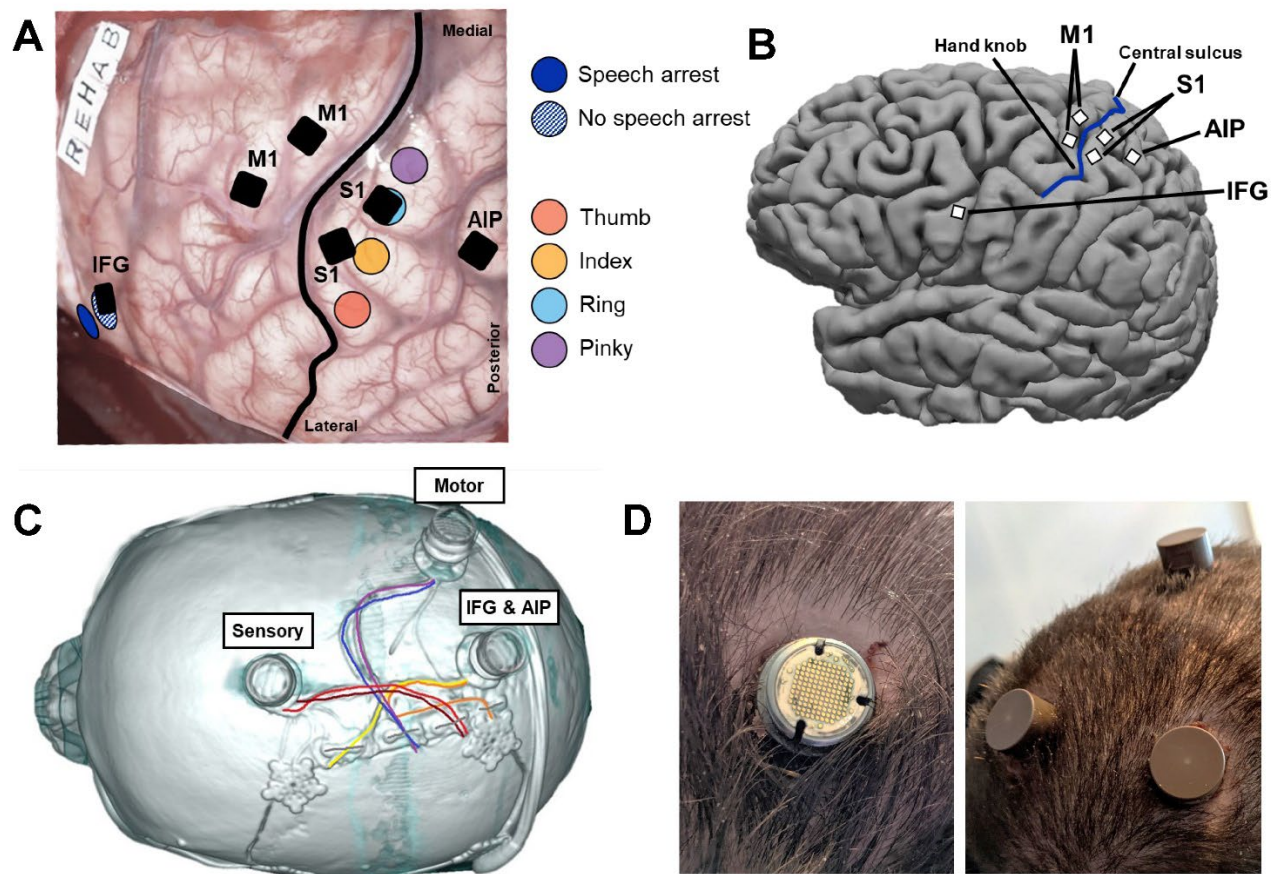 A
REHAB
Medial
M1
M1
S1
S1
AIP
IFG
Posterior
Lateral
Speech arrest
No speech arrest
Thumb
Index
Ring
Pinky
B
Hand knob
M1
Central sulcus
S1
AIP
IFG
C
Motor
IFG & AIP
Sensory
D